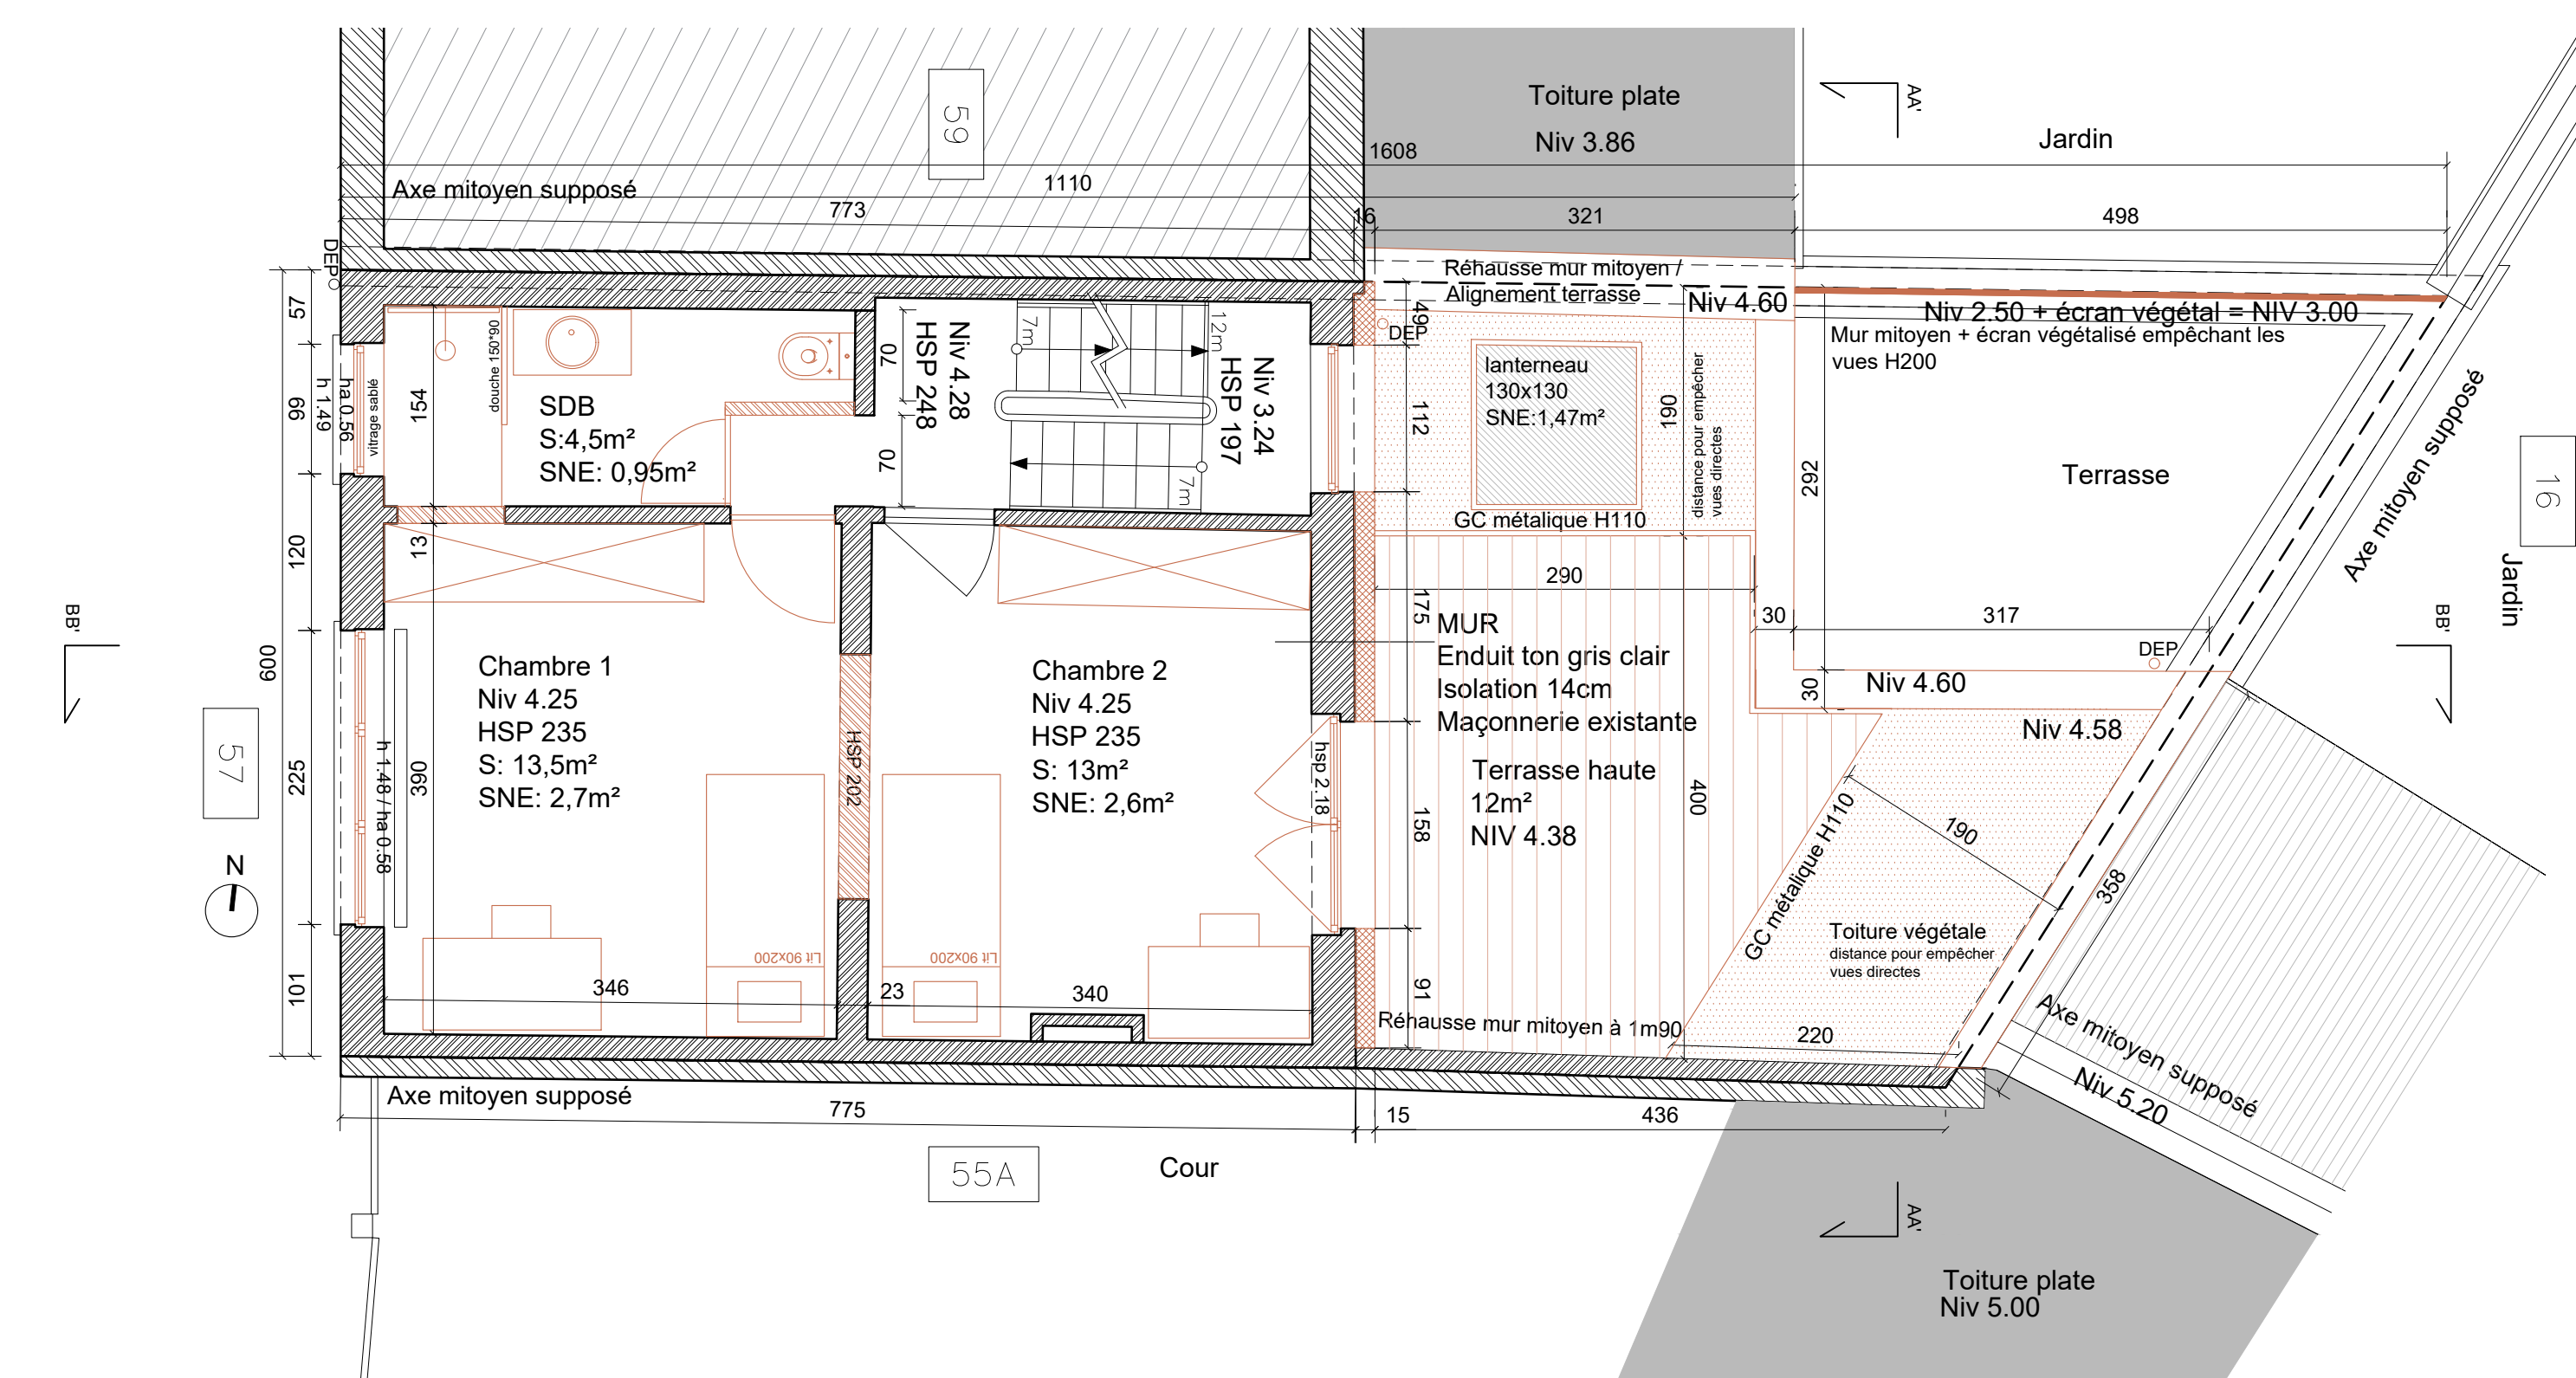 59
Toiture plate
Niv 3.86
Jardin
AA'
1608
1110
Axe mitoyen supposé
773
16
321
498
DEP
Réhausse mur mitoyen /
Alignement terrasse
Niv 4.60
Niv 2.50 + écran végétal = NIV 3.00
Mur mitoyen + écran végétalisé empêchant les
vues H200
57
99
120
225
101
600
h 1.49
ha 0.56
vitrage sablé
154
13
douche 150*90
SDB
S:4,5m²
SNE: 0,95m²
70
70
Niv 4.28
HSP 248
7m
12m
7m
Niv 3.24
HSP 197
49
DEP
112
lanterneau
130x130
SNE:1,47m²
190
distance pour empêcher
vues directes
GC métalique H110
292
Terrasse
Axe mitoyen supposé
16
Jardin
290
30
317
DEP
175
MUR
Enduit ton gris clair
Isolation 14cm
Maçonnerie existante
30
Niv 4.60
Niv 4.58
BB'
BB'
57
N
Chambre 1
Niv 4.25
HSP 235
S: 13,5m²
SNE: 2,7m²
h 1.48 / ha 0.58
390
HSP 202
Chambre 2
Niv 4.25
HSP 235
S: 13m²
SNE: 2,6m²
hsp 2.18
158
Terrasse haute
12m²
NIV 4.38
400
GC métalique H110
190
358
Toiture végétale
distance pour empêcher
vues directes
Lit 90x200
Lit 90x200
346
23
340
91
Réhausse mur mitoyen à 1m90
220
Axe mitoyen supposé
Niv 5.20
Axe mitoyen supposé
775
15
436
55A
Cour
AA'
Toiture plate
Niv 5.00